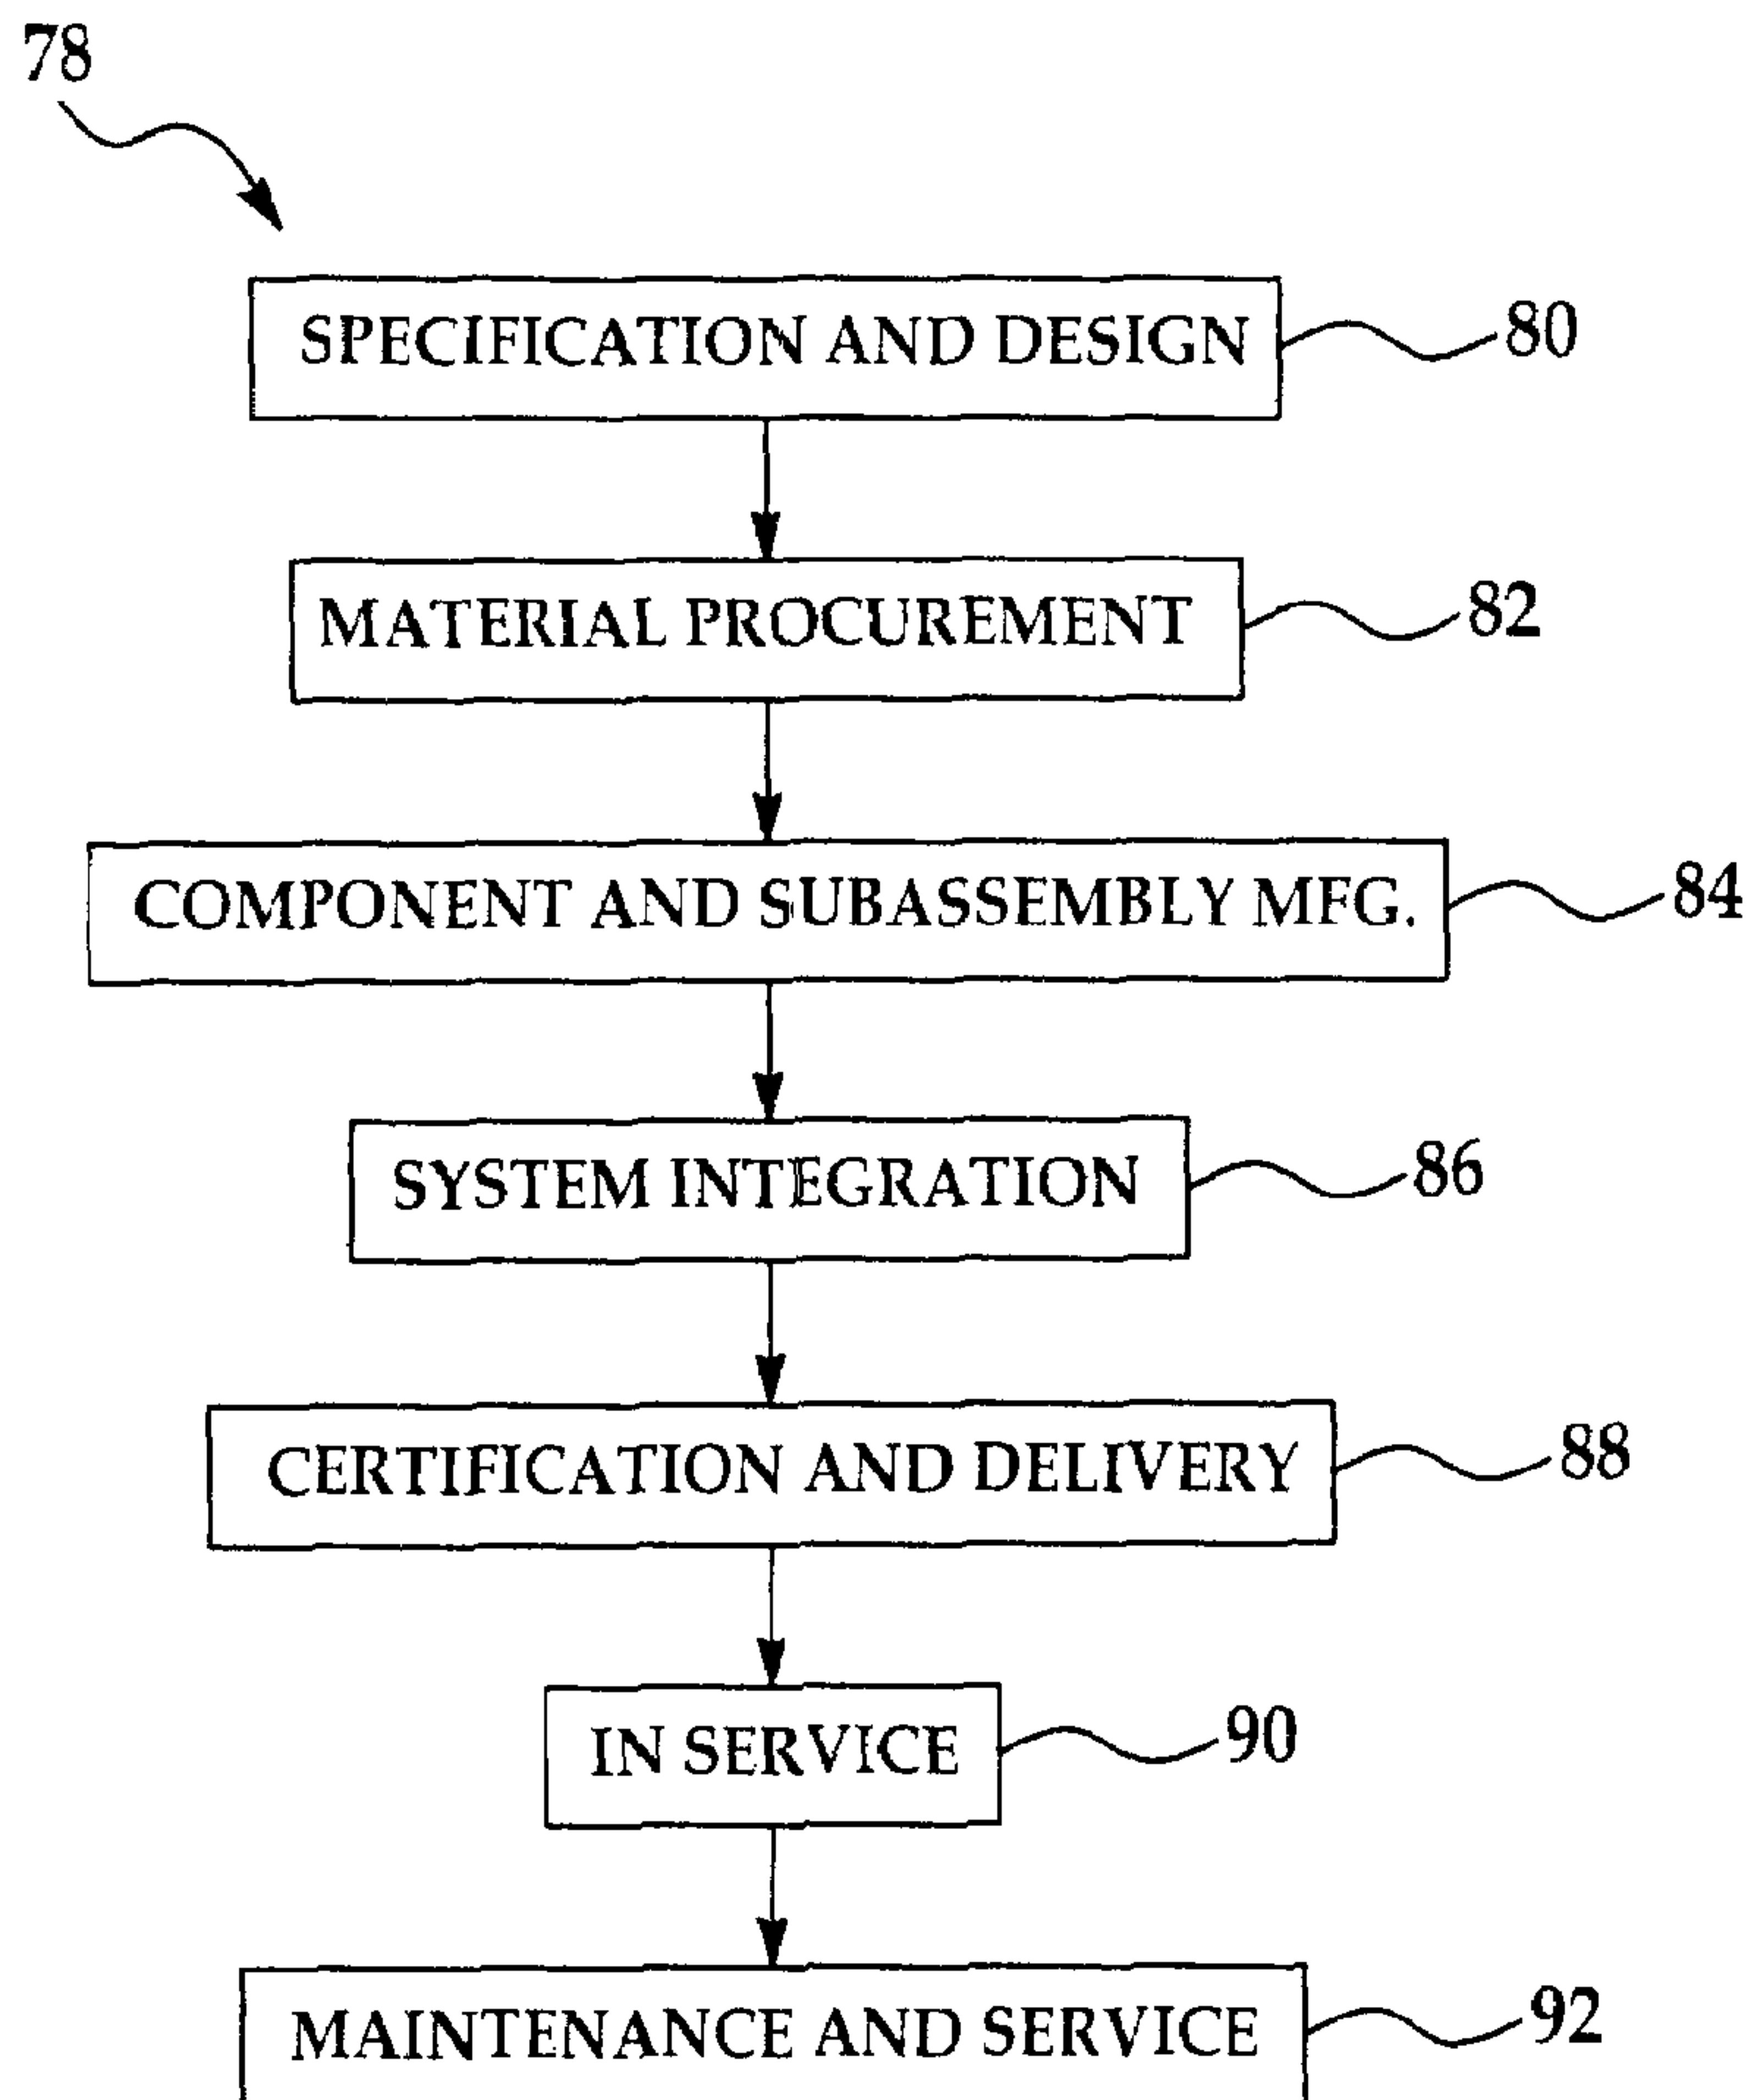 78
SPECIFICATION AND DESIGN 80
MATERIAL PROCUREMENT 82
COMPONENT AND SUBASSEMBLY MFG. 84
SYSTEM INTEGRATION 86
CERTIFICATION AND DELIVERY 88
IN SERVICE 90
MAINTENANCE AND SERVICE 92